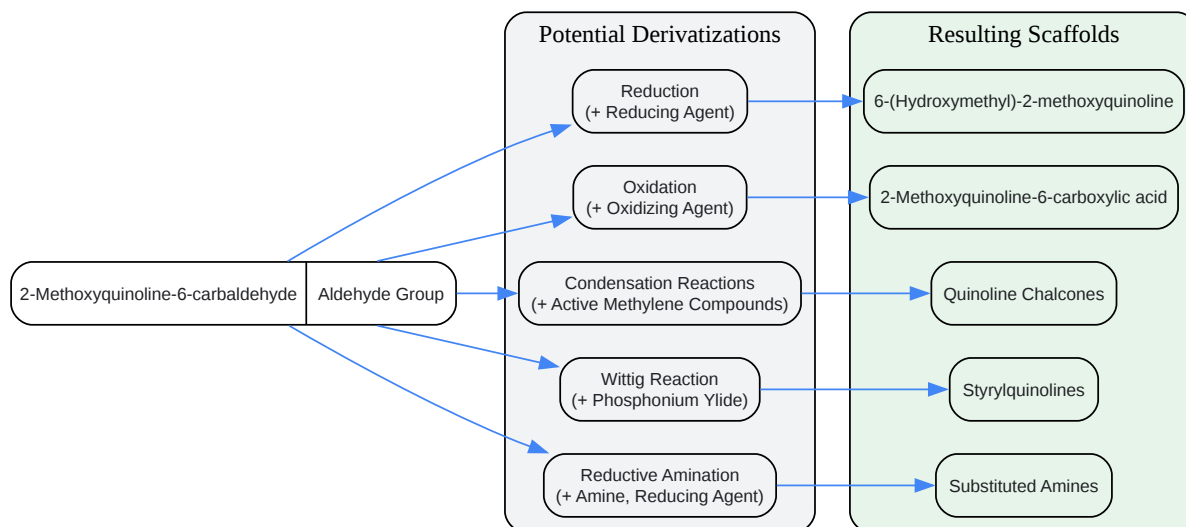 Potential Derivatizations
Resulting Scaffolds
Reduction
(+ Reducing Agent)
6-(Hydroxymethyl)-2-methoxyquinoline
Oxidation
(+ Oxidizing Agent)
2-Methoxyquinoline-6-carboxylic acid
2-Methoxyquinoline-6-carbaldehyde
Aldehyde Group
Condensation Reactions
(+ Active Methylene Compounds)
Quinoline Chalcones
Wittig Reaction
(+ Phosphonium Ylide)
Styrylquinolines
Reductive Amination
(+ Amine, Reducing Agent)
Substituted Amines